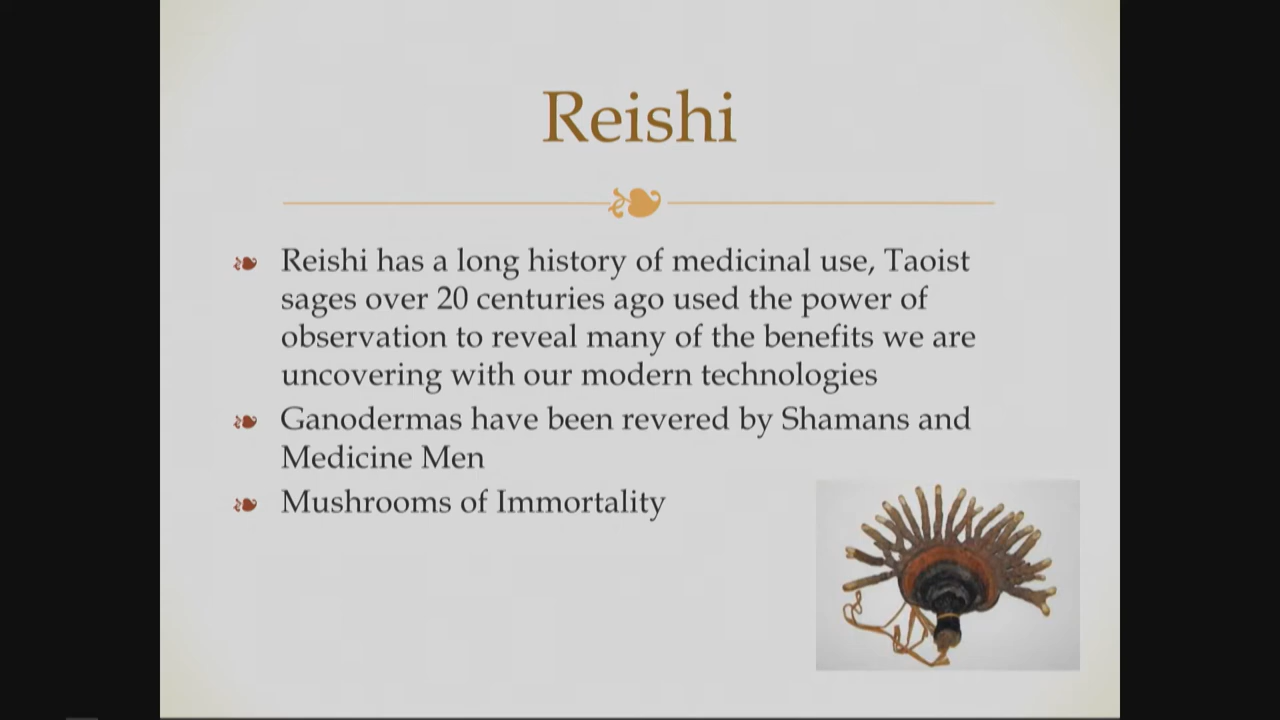 Reishi
Reishi has a long history of medicinal use, Taoist
sages over 20 centuries ago used the power of
observation to reveal many of the benefits we are
uncovering with our modern technologies
Ganodermas have been revered by Shamans and
Medicine Men
Mushrooms of Immortality